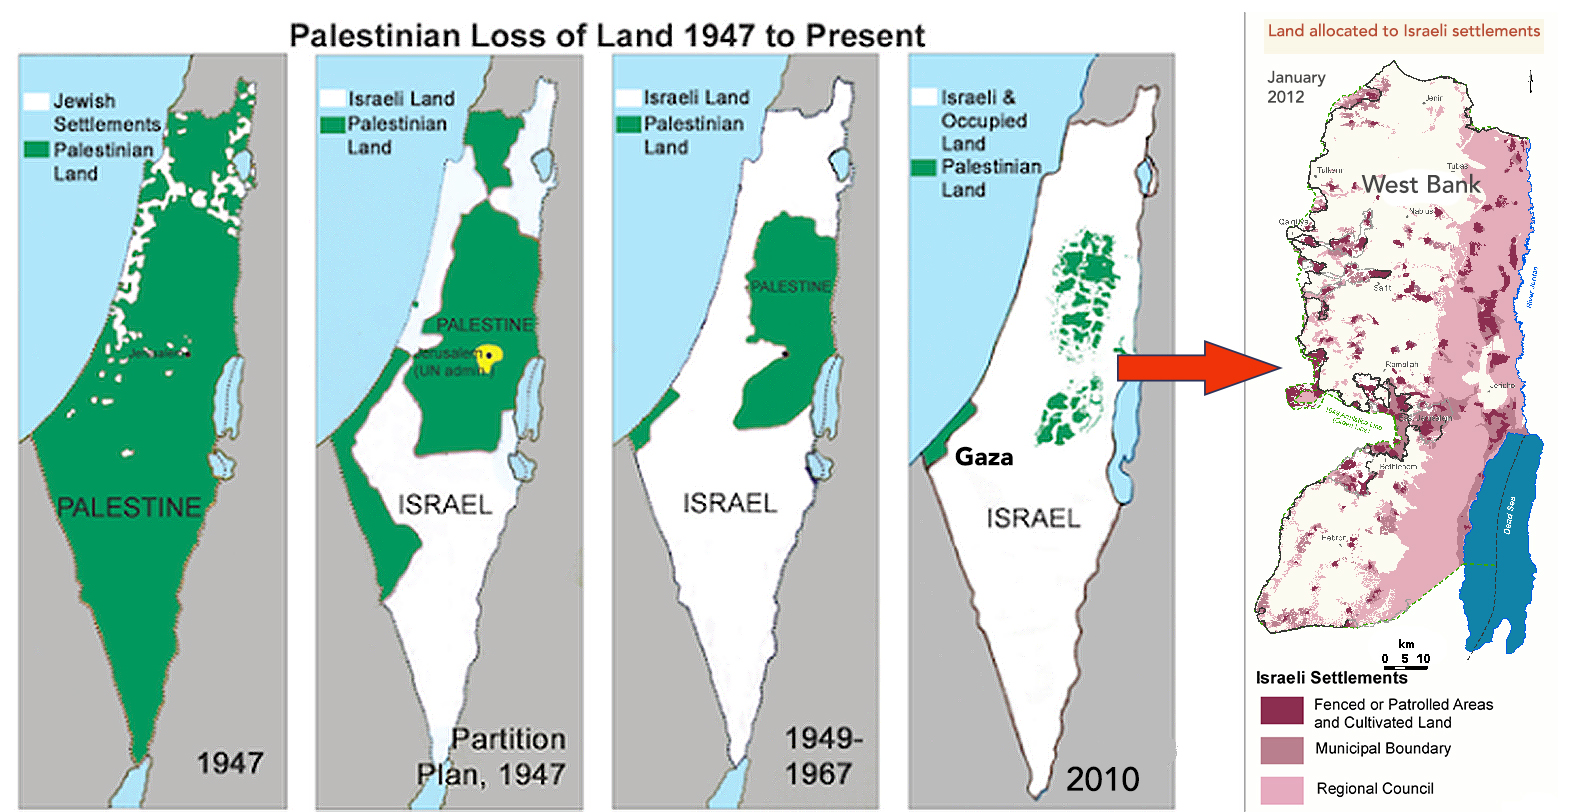 Palestinian Loss of Land 1947 to Present
Jewish
Settlements
Palestinian
Land
Jerusalem
PALESTINE
1947
Israeli Land
Palestinian
Land
PALESTINE
Jerusalem
(UN admin.)
ISRAEL
Partition
Plan, 1947
Israeli Land
Palestinian
Land
PALESTINE
ISRAEL
1949-
1967
Israeli &
Occupied
Land
Palestinian
Land
Gaza
ISRAEL
2010
Land allocated to Israeli settlements
January
2012
Jenin
Tubas
Tulkarm
West Bank
Nablus
Qalqiliya
Salfit
River Jordan
Ramallah
Jericho
Jerusalem
Bethlehem
Hebron
Dead Sea
km
0 5 10
Israeli Settlements
Fenced or Patrolled Areas
and Cultivated Land
Municipal Boundary
Regional Council